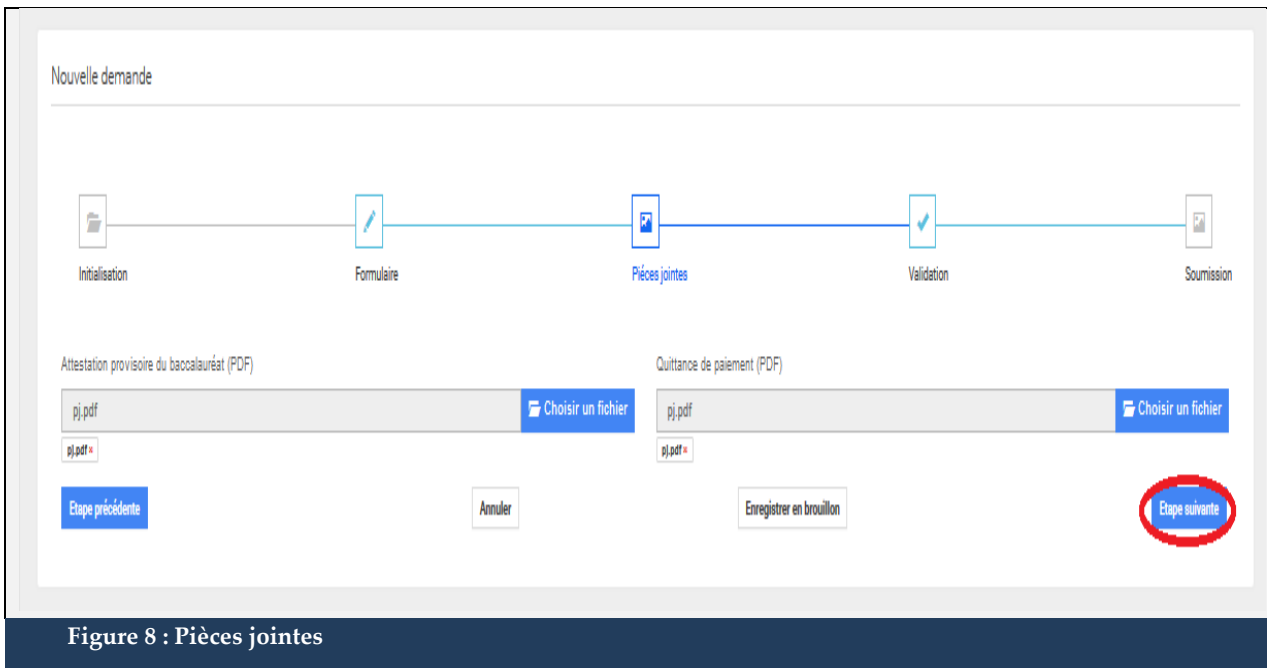 Nouvelle demande
Initialisation
Formulaire
Piéces jointes
Validation
Soumission
Attestation provisoire du baccalauréat (PDF)
Quittance de paiement (PDF)
pj.pdf
Choisir un fichier
pj.pdf
Choisir un fichier
pj.pdf ×
pj.pdf ×
Etape précédente
Annuler
Enregistrer en brouillon
Etape suivante
Figure 8 : Pièces jointes